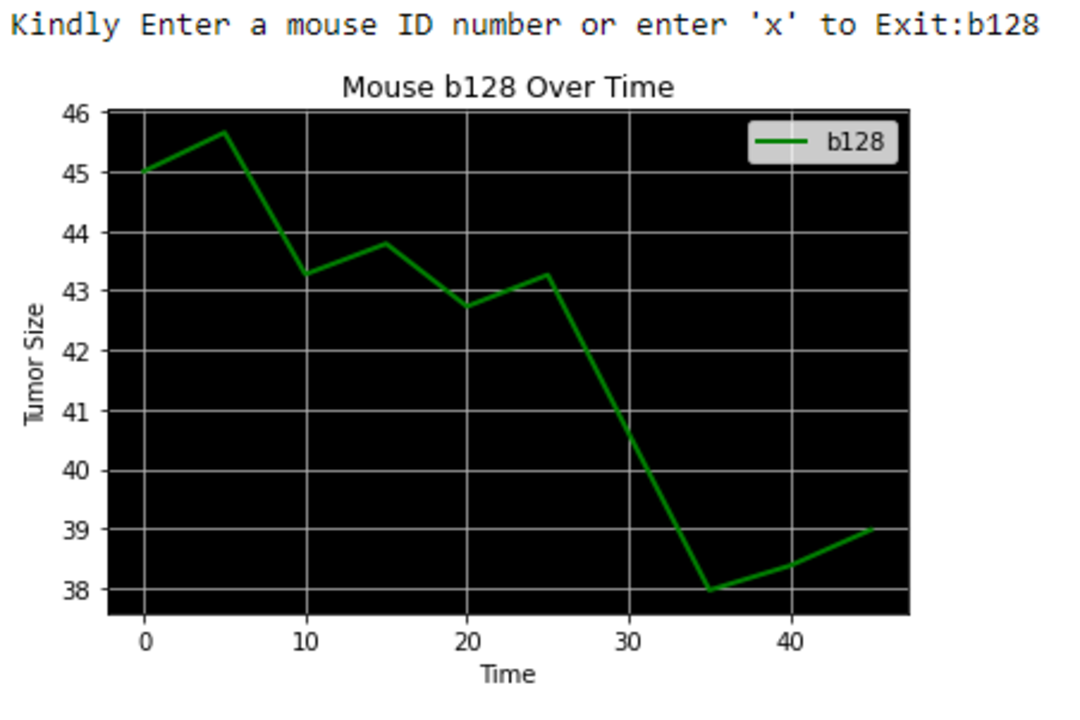 Kindly Enter a mouse ID number or enter 'x' to Exit:b128
Mouse b128 Over Time
b128
46
45
44
43
42
41
40
39
38
Tumor Size
0 10 20 30 40
Time